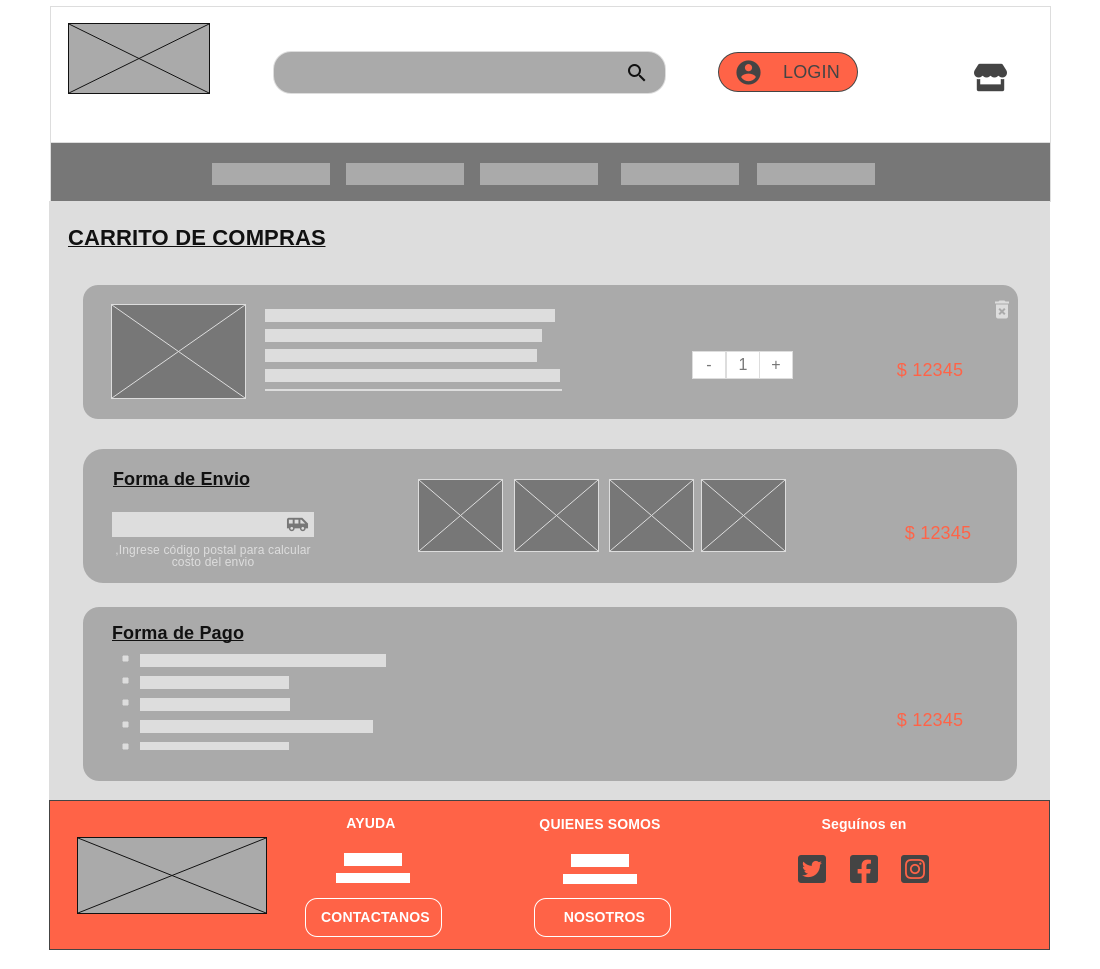 LOGIN
CARRITO DE COMPRAS
- 1 +
$ 12345
Forma de Envio
,Ingrese código postal para calcular
costo del envio
$ 12345
Forma de Pago
$ 12345
AYUDA
QUIENES SOMOS
Seguínos en
CONTACTANOS
NOSOTROS